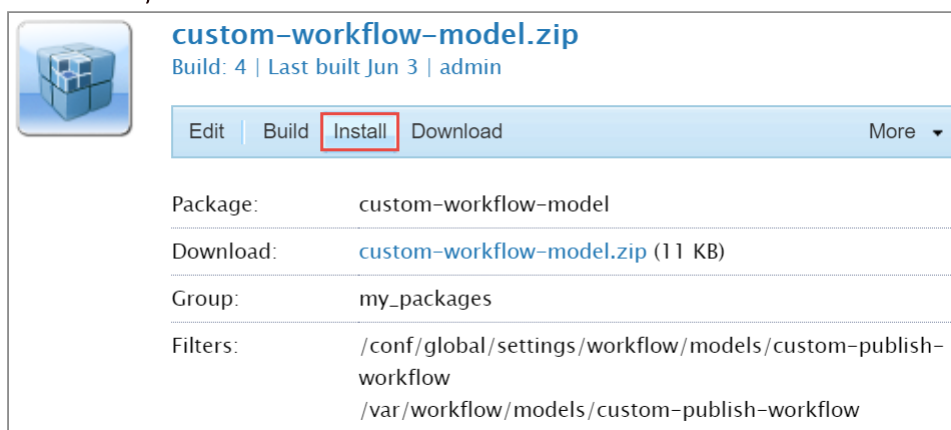 custom-workflow-model.zip
Build: 4 | Last built Jun 3 | admin
Edit Build Install Download More
Package: custom-workflow-model
Download: custom-workflow-model.zip (11 KB)
Group: my_packages
Filters: /conf/global/settings/workflow/models/custom-publish-
workflow
/var/workflow/models/custom-publish-workflow